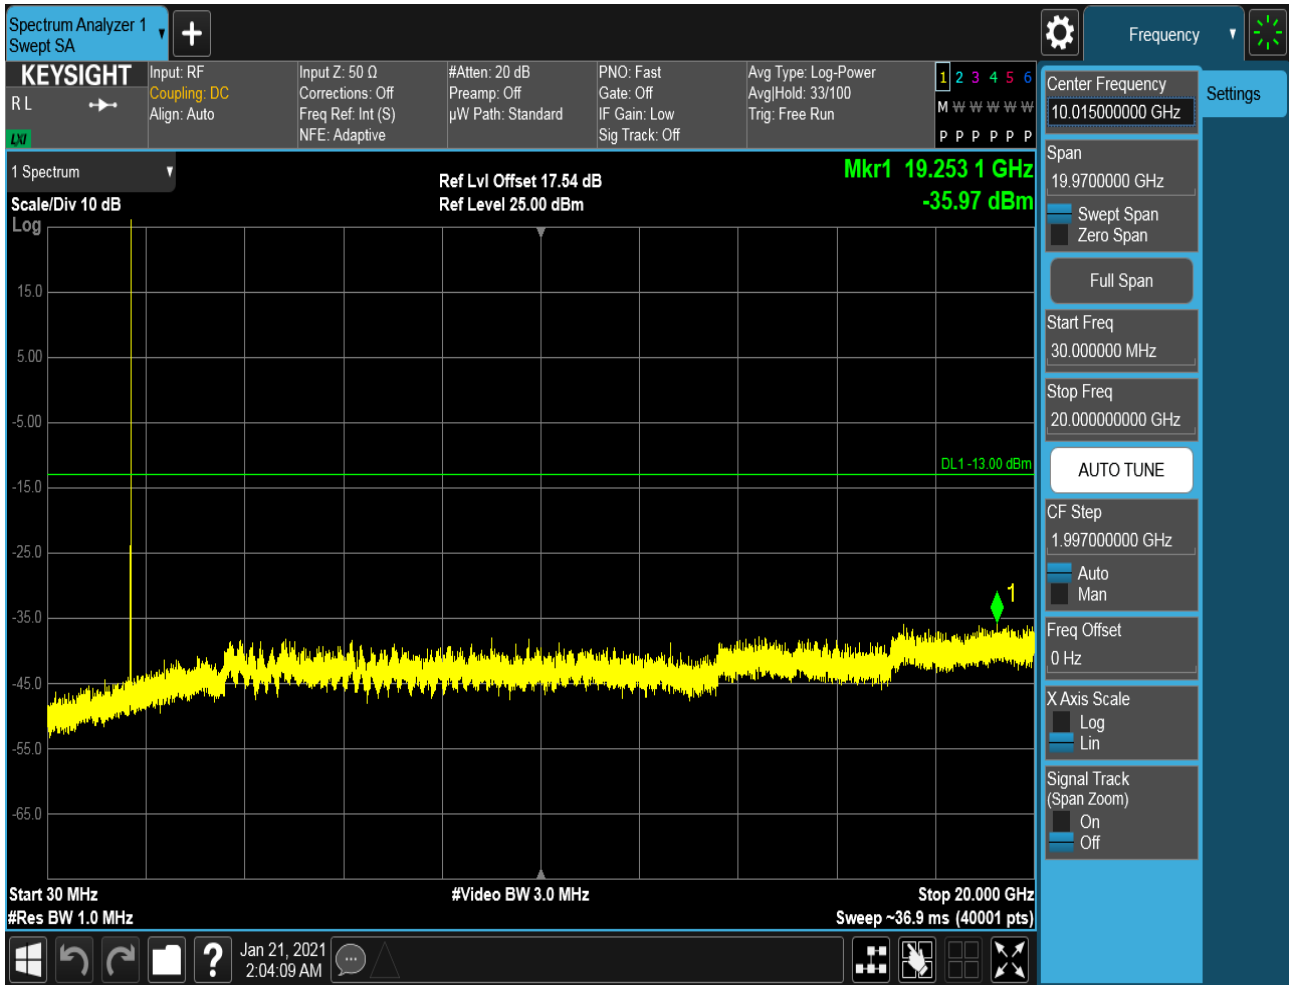 Spectrum Analyzer 1
Swept SA
Frequency
KEYSIGHT
R L
LXI
Input: RF
Coupling: DC
Align: Auto
Input Z: 50 Ω
Corrections: Off
Freq Ref: Int (S)
NFE: Adaptive
#Atten: 20 dB
Preamp: Off
µW Path: Standard
PNO: Fast
Gate: Off
IF Gain: Low
Sig Track: Off
Avg Type: Log-Power
Avg|Hold: 33/100
Trig: Free Run
1 2 3 4 5 6
M W W W W W
P P P P P P
1 Spectrum
Scale/Div 10 dB
Log
Ref Lvl Offset 17.54 dB
Ref Level 25.00 dBm
Mkr1 19.253 1 GHz
-35.97 dBm
15.0
5.00
-5.00
DL1 -13.00 dBm
-15.0
-25.0
1
-35.0
-45.0
-55.0
-65.0
Start 30 MHz
#Res BW 1.0 MHz
#Video BW 3.0 MHz
Stop 20.000 GHz
Sweep ~36.9 ms (40001 pts)
Center Frequency
10.015000000 GHz
Settings
Span
19.9700000 GHz
Swept Span
Zero Span
Full Span
Start Freq
30.000000 MHz
Stop Freq
20.000000000 GHz
AUTO TUNE
CF Step
1.997000000 GHz
Auto
Man
Freq Offset
0 Hz
X Axis Scale
Log
Lin
Signal Track
(Span Zoom)
On
Off
?
Jan 21, 2021
2:04:09 AM